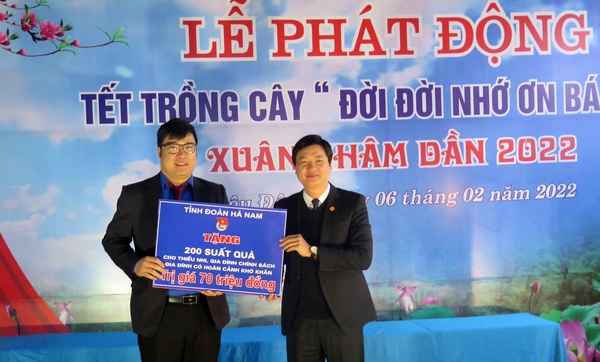 LỄ PHÁT ĐỘNG
TẾT TRỒNG CÂY “ ĐỜI ĐỜI NHỚ ƠN BÁ
XUÂN NHÂM DẦN 2022
06 tháng 02 năm 2022
TỈNH ĐOÀN HÀ NAM
TẶNG
200 SUẤT QUÀ
CHO THIẾU NHI, GIA ĐÌNH CHÍNH SÁCH
GIA ĐÌNH CÓ HOÀN CẢNH KHÓ KHĂN
Trị giá 70 triệu đồng